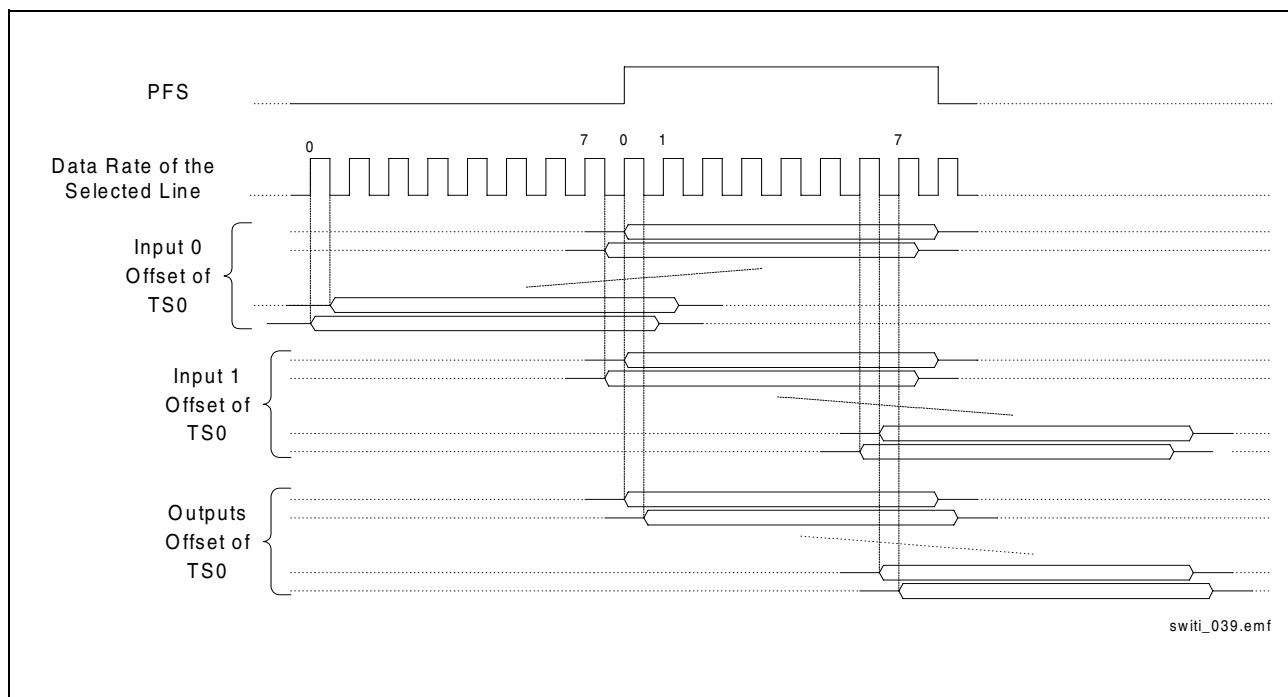 PFS
0
7 0 1 7
Data Rate of the
Selected Line
Input 0
Offset of
TS0
Input 1
Offset of
TS0
Outputs
Offset of
TS0
switi_039.emf